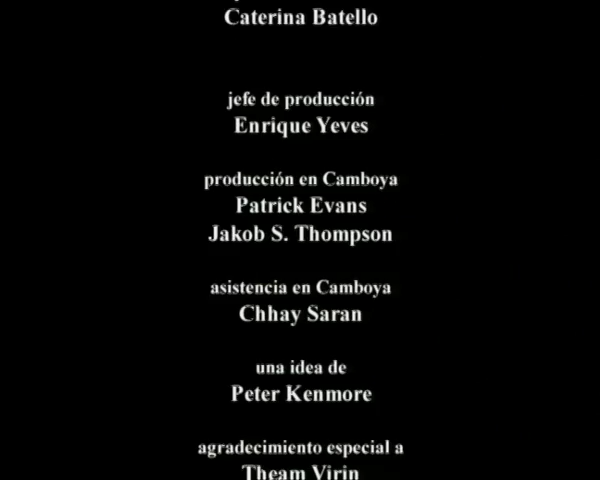 Caterina Batello
jefe de producción
Enrique Yeves
producción en Camboya
Patrick Evans
Jakob S. Thompson
asistencia en Camboya
Chhay Saran
una idea de
Peter Kenmore
agradecimiento especial a
Theam Virin